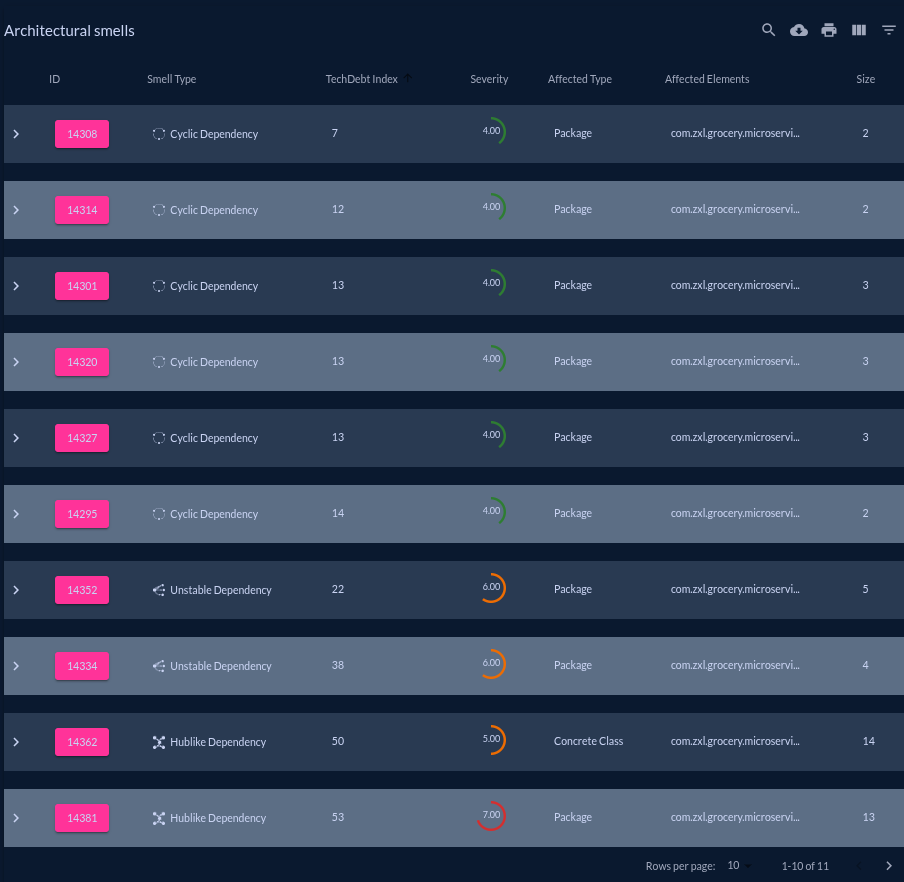 Architectural smells
ID Smell Type TechDebt Index Severity Affected Type Affected Elements Size
14308 Cyclic Dependency 7 4.00 Package com.zxl.grocery.microservi... 2
14314 Cyclic Dependency 12 4.00 Package com.zxl.grocery.microservi... 2
14301 Cyclic Dependency 13 4.00 Package com.zxl.grocery.microservi... 3
14320 Cyclic Dependency 13 4.00 Package com.zxl.grocery.microservi... 3
14327 Cyclic Dependency 13 4.00 Package com.zxl.grocery.microservi... 3
14295 Cyclic Dependency 14 4.00 Package com.zxl.grocery.microservi... 2
14352 Unstable Dependency 22 6.00 Package com.zxl.grocery.microservi... 5
14334 Unstable Dependency 38 6.00 Package com.zxl.grocery.microservi... 4
14362 Hublike Dependency 50 5.00 Concrete Class com.zxl.grocery.microservi... 14
14381 Hublike Dependency 53 7.00 Package com.zxl.grocery.microservi... 13
Rows per page: 10 1-10 of 11